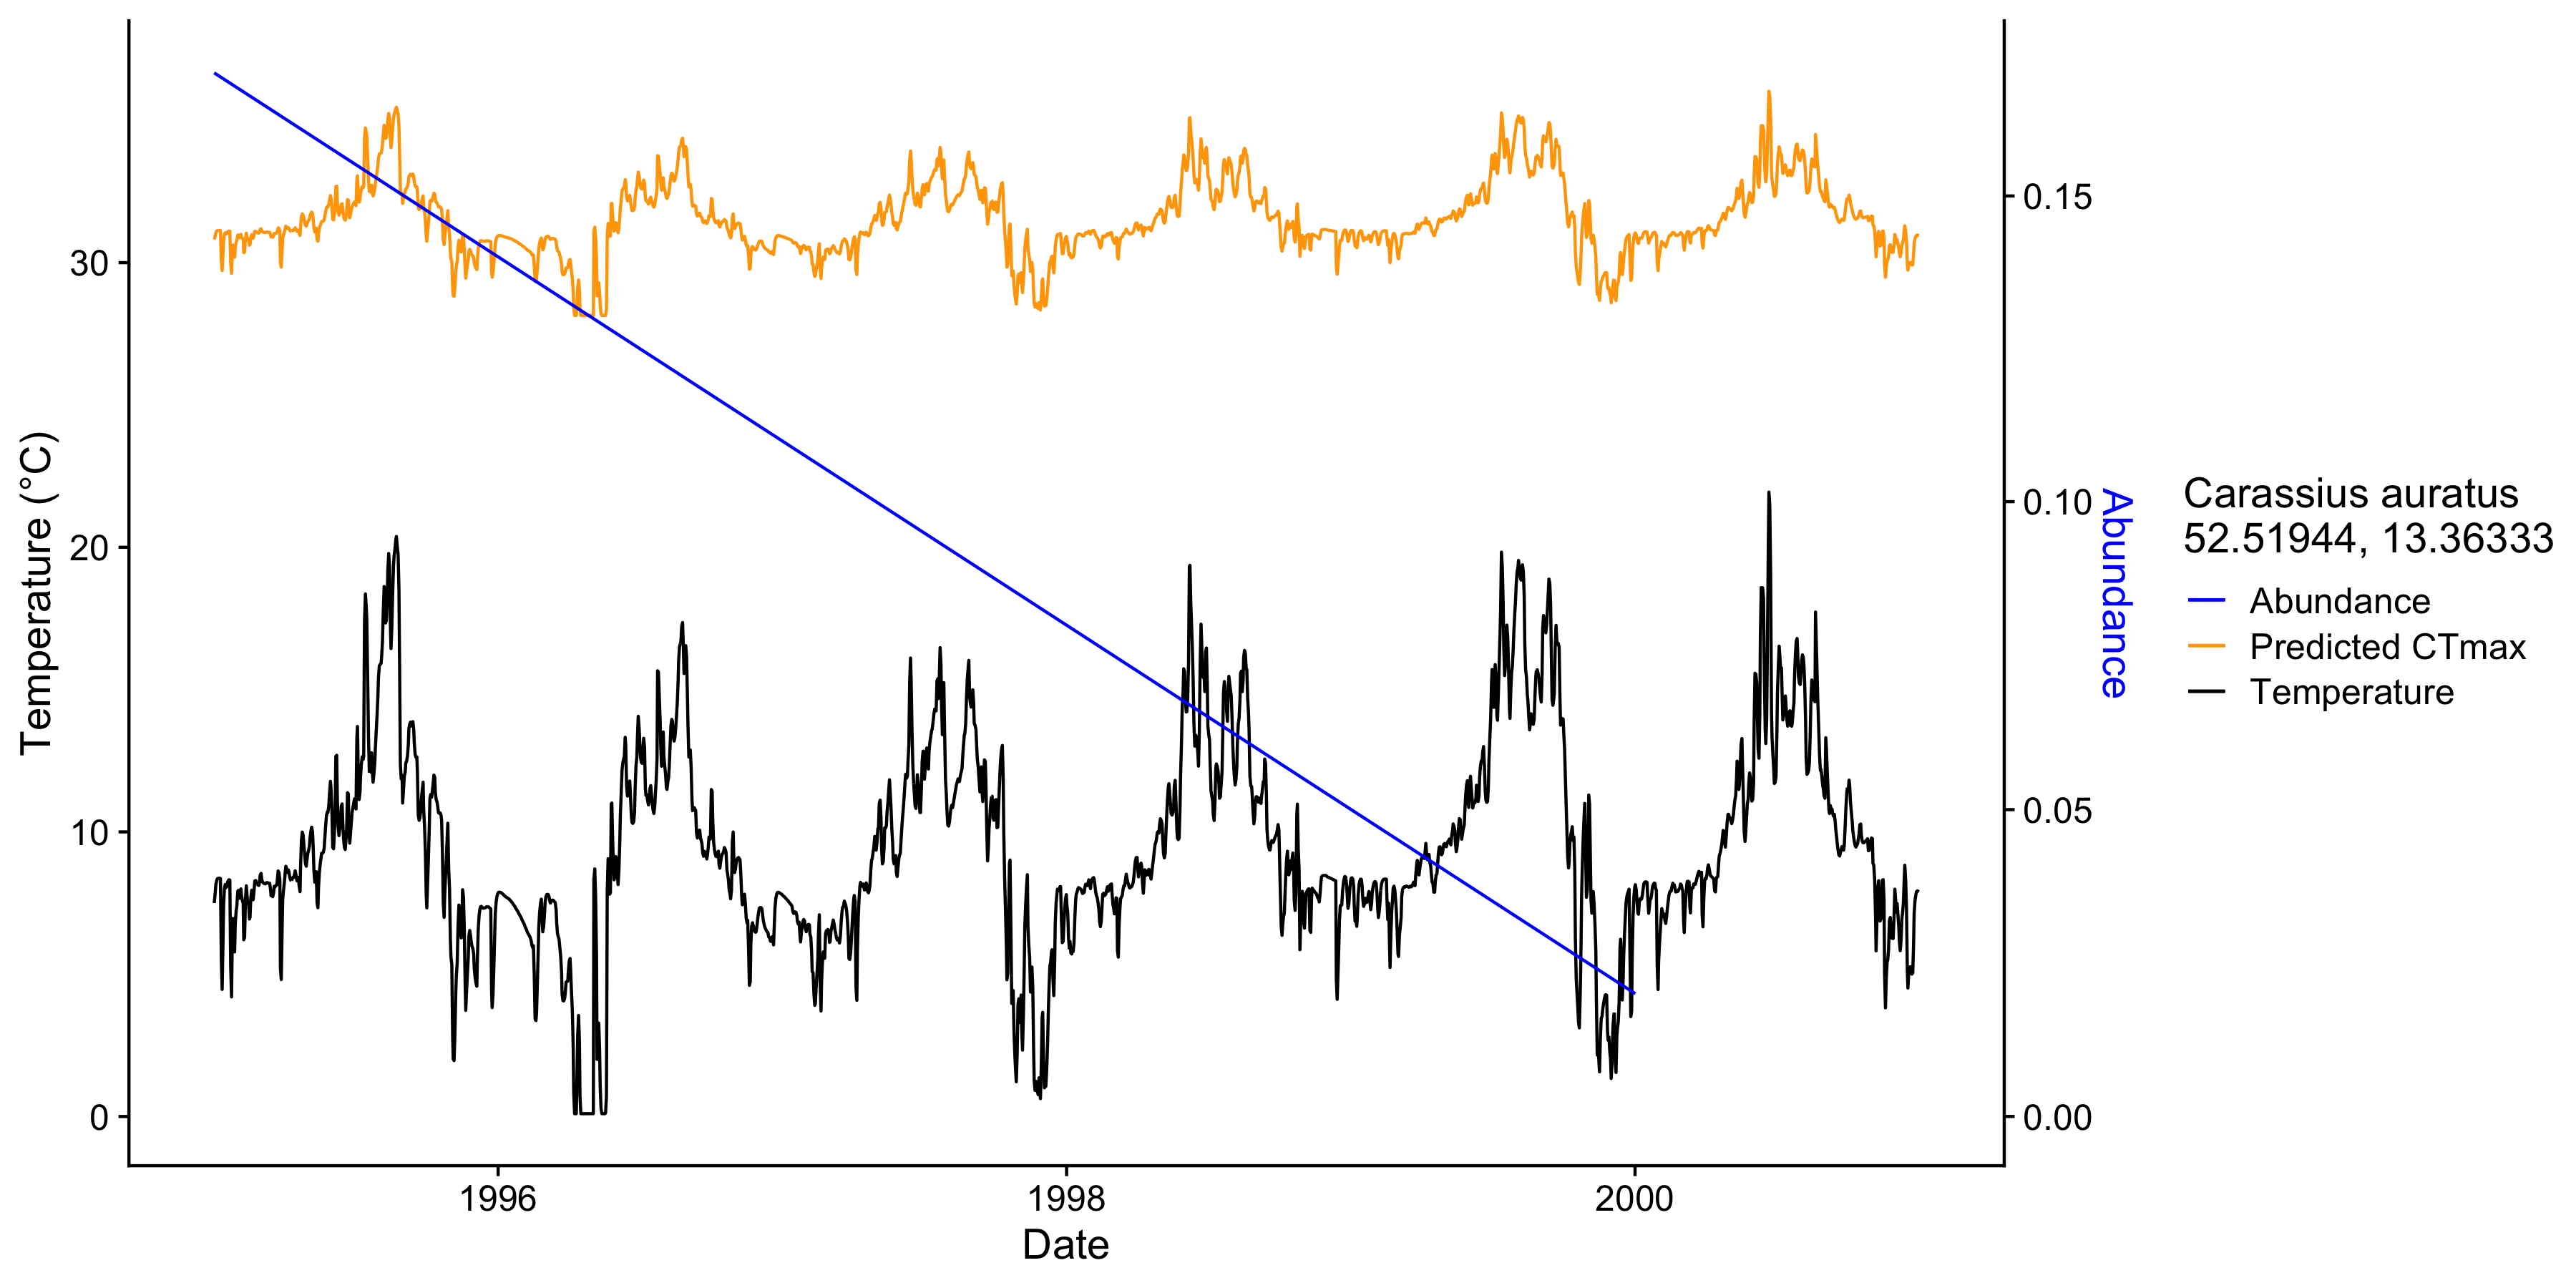 Temperature (°C)
30
20
10
0
1996
1998
2000
Date
0.15
0.10
0.05
0.00
Abundance
Carassius auratus
52.51944, 13.36333
Abundance
Predicted CTmax
Temperature